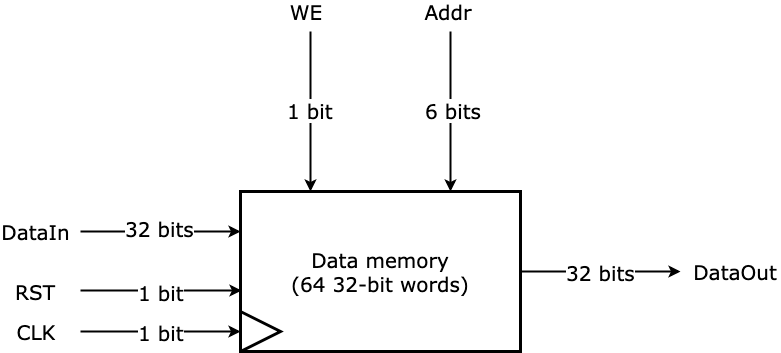 WE
Addr
1 bit
6 bits
DataIn
32 bits
Data memory
(64 32-bit words)
32 bits
DataOut
RST
1 bit
CLK
1 bit